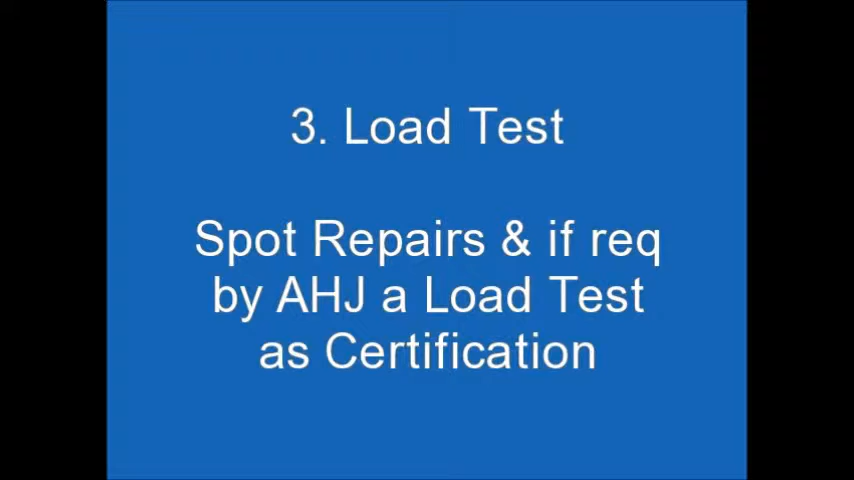 3. Load Test
Spot Repairs & if req
by AHJ a Load Test
as Certification